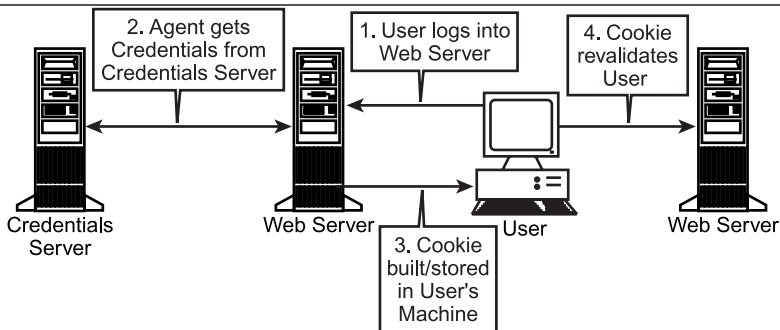 2. Agent gets
Credentials from
Credentials Server
1. User logs into
Web Server
4. Cookie
revalidates
User
Credentials
Server
Web Server
User
Web Server
3. Cookie
built/stored
in User's
Machine